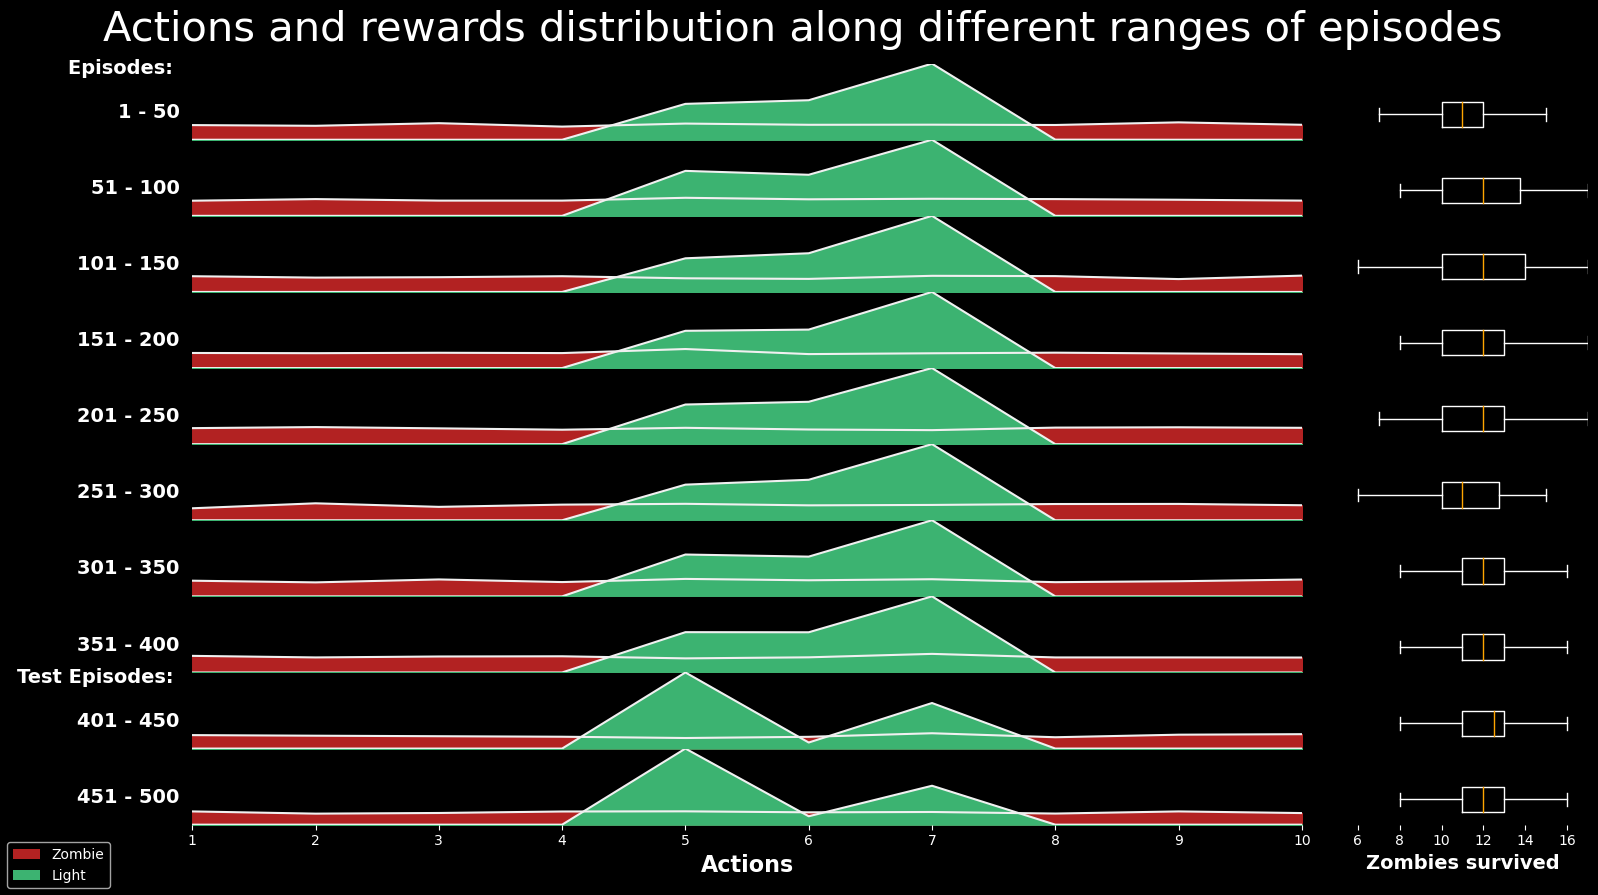 Actions and rewards distribution along different ranges of episodes
Episodes:
1 - 50
51 - 100
101 - 150
151 - 200
201 - 250
251 - 300
301 - 350
351 - 400
Test Episodes:
401 - 450
451 - 500
1 2 3 4 5 6 7 8 9 10
6 8 10 12 14 16
Actions
Zombies survived
Zombie
Light